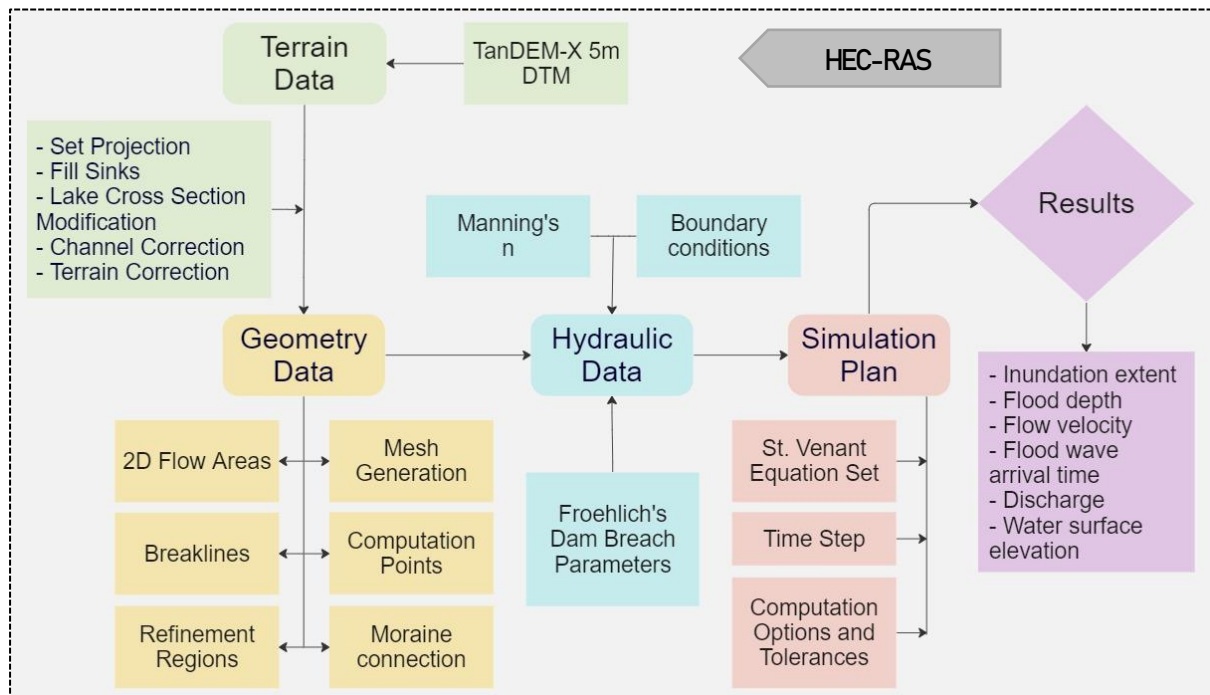 Terrain
Data
TanDEM-X 5m
DTM
HEC-RAS
- Set Projection
- Fill Sinks
- Lake Cross Section
Modification
- Channel Correction
- Terrain Correction
Manning's
n
Boundary
conditions
Results
Geometry
Data
Hydraulic
Data
Simulation
Plan
2D Flow Areas
Mesh
Generation
Breaklines
Computation
Points
Refinement
Regions
Moraine
connection
Froehlich's
Dam Breach
Parameters
St. Venant
Equation Set
Time Step
Computation
Options and
Tolerances
- Inundation extent
- Flood depth
- Flow velocity
- Flood wave
arrival time
- Discharge
- Water surface
elevation